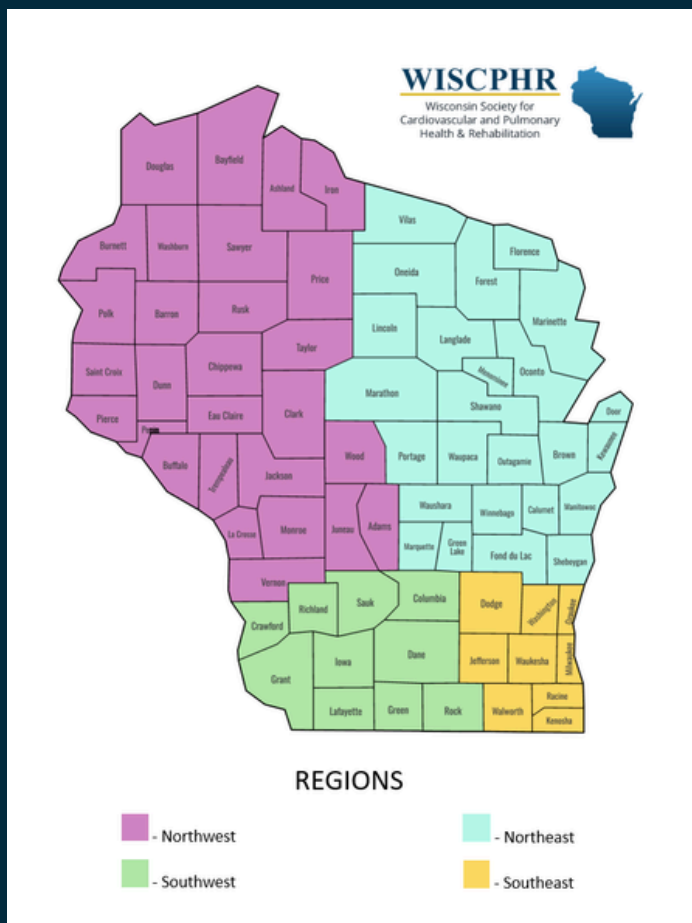 WISCPHR
Wisconsin Society for
Cardiovascular and Pulmonary
Health & Rehabilitation
Douglas
Bayfield
Ashland
Iron
Vilas
Burnett
Washburn
Sawyer
Price
Oneida
Forest
Florence
Polk
Barron
Rusk
Lincoln
Langlade
Marinette
Taylor
Chippewa
Saint Croix
Dunn
Menominee
Oconto
Marathon
Shawano
Pierce
Eau Claire
Clark
Door
Pepin
Buffalo
Trempealeau
Jackson
Wood
Portage
Waupaca
Outagamie
Brown
Kewaunee
La Crosse
Monroe
Juneau
Adams
Waushara
Winnebago
Calumet
Manitowoc
Marquette
Green
Lake
Fond du Lac
Sheboygan
Vernon
Crawford
Richland
Sauk
Columbia
Dodge
Washington
Ozaukee
Grant
Iowa
Dane
Jefferson
Waukesha
Milwaukee
Lafayette
Green
Rock
Walworth
Racine
Kenosha
REGIONS
- Northwest
- Northeast
- Southwest
- Southeast